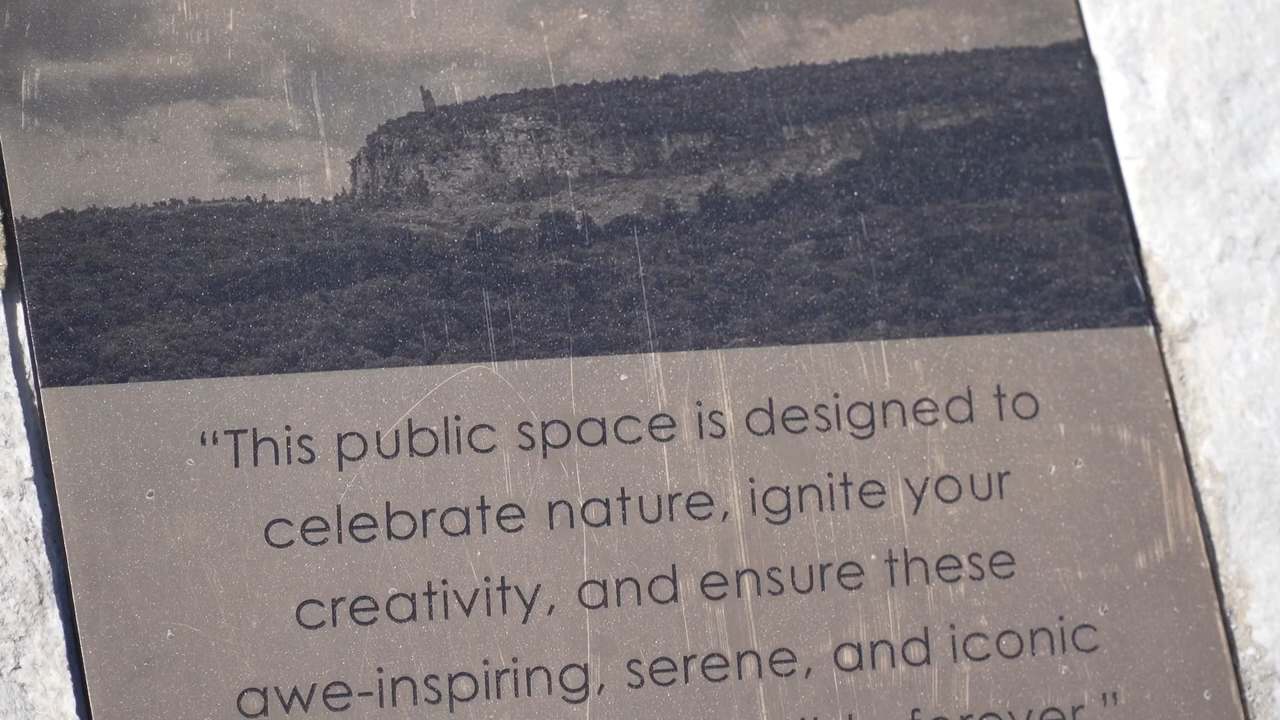 “This public space is designed to
celebrate nature, ignite your
creativity, and ensure these
awe-inspiring, serene, and iconic
forever.”